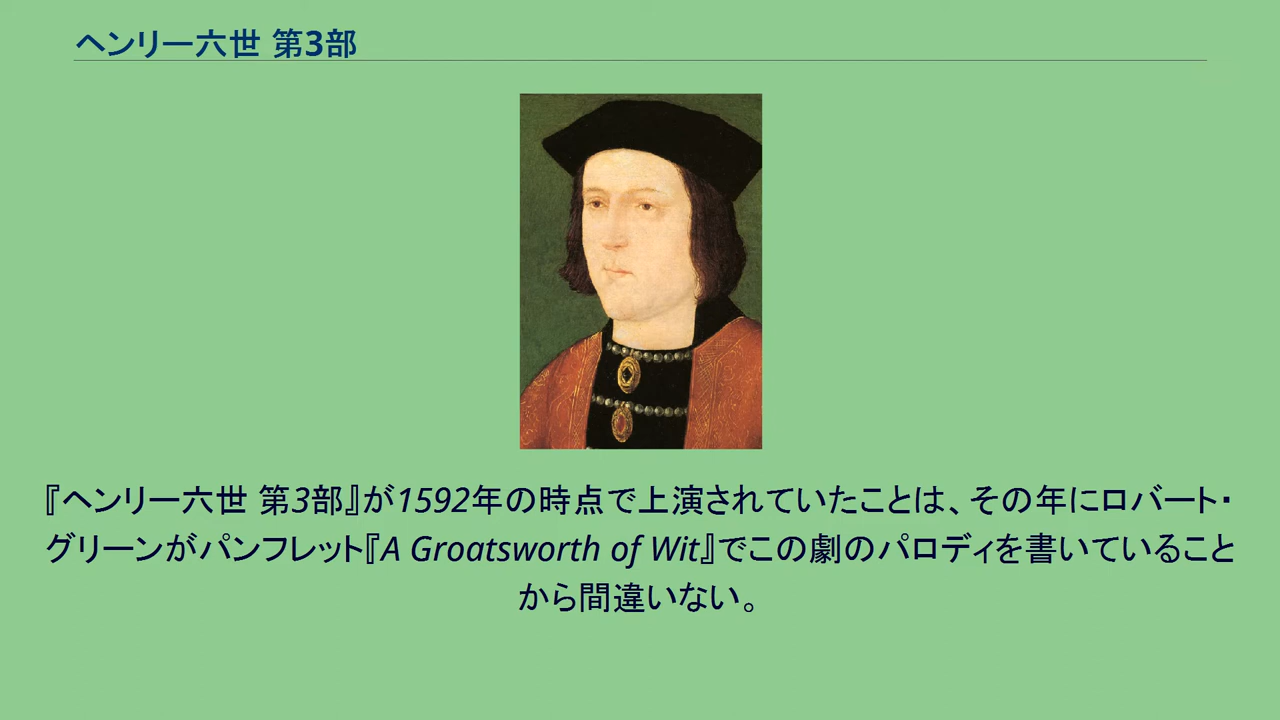 ヘンリー六世 第3部
『ヘンリー六世 第3部』が1592年の時点で上演されていたことは、その年にロバート・
グリーンがパンフレット『A Groatsworth of Wit』でこの劇のパロディを書いていること
から間違いない。